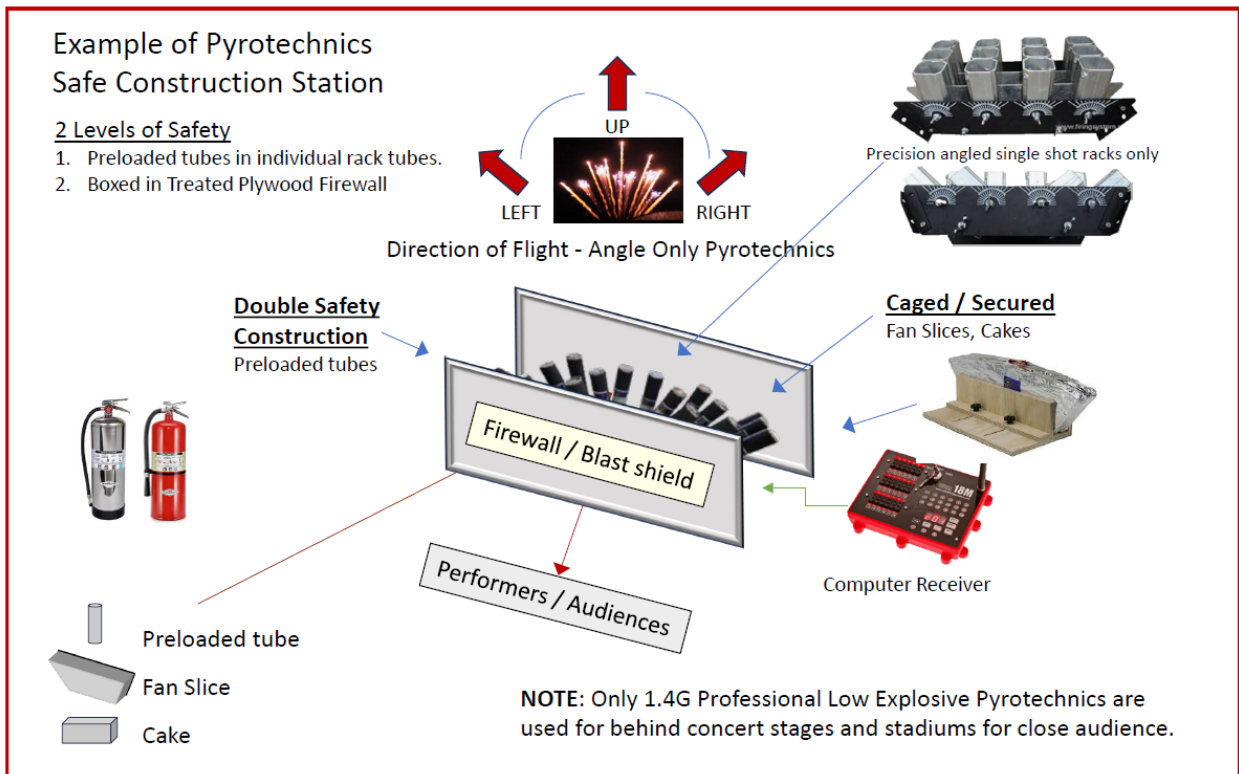 Example of Pyrotechnics
Safe Construction Station
2 Levels of Safety
1. Preloaded tubes in individual rack tubes.
2. Boxed in Treated Plywood Firewall
UP
LEFT
RIGHT
Direction of Flight - Angle Only Pyrotechnics
Precision angled single shot racks only
Double Safety
Construction
Preloaded tubes
Caged / Secured
Fan Slices, Cakes
Firewall / Blast shield
18M
Computer Receiver
Performers / Audiences
Preloaded tube
Fan Slice
Cake
NOTE: Only 1.4G Professional Low Explosive Pyrotechnics are
used for behind concert stages and stadiums for close audience.